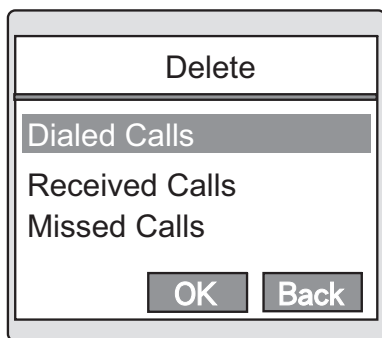 Delete
Dialed Calls
Received Calls
Missed Calls
OK Back